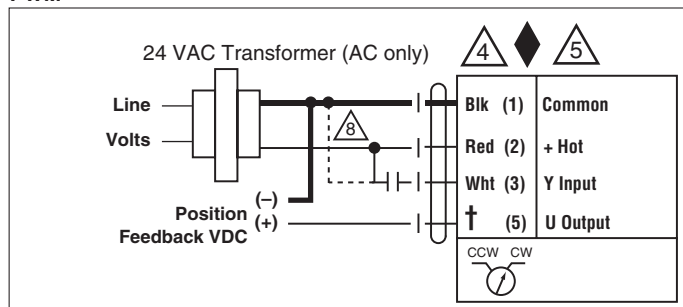 24 VAC Transformer (AC only)
4
5
Line
Volts
8
Blk (1) Common
Red (2) + Hot
Wht (3) Y Input
† (5) U Output
(–)
Position
(+)
Feedback VDC
CCW CW